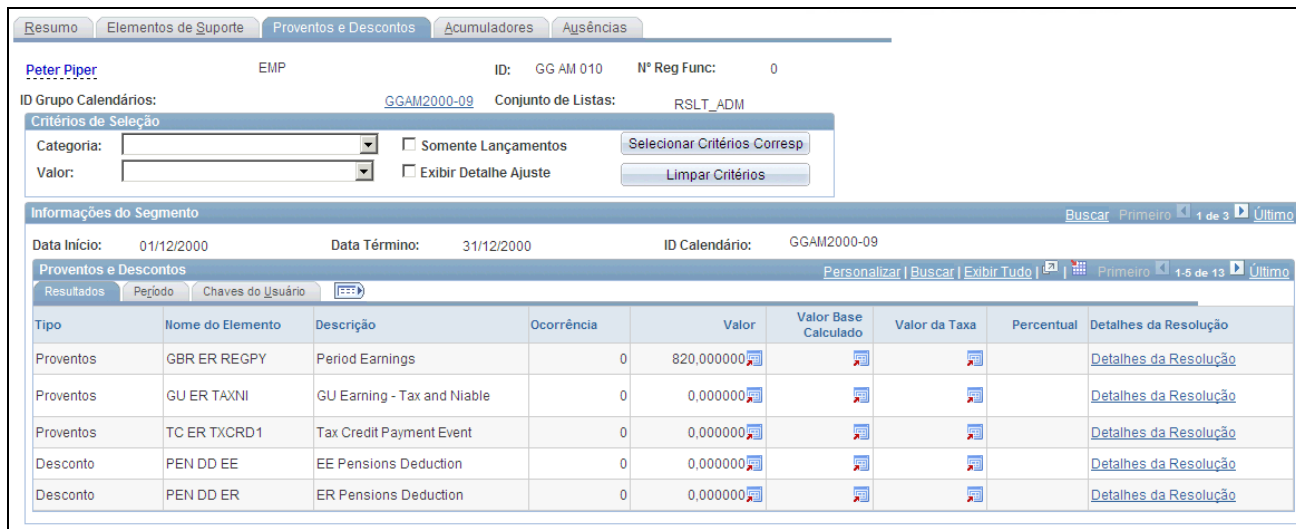 Resumo Elementos de Suporte Proventos e Descontos Acumuladores Ausências
Peter Piper EMP ID: GG AM 010 Nº Reg Func: 0
ID Grupo Calendários: GGAM2000-09 Conjunto de Listas: RSLT_ADM
Critérios de Seleção
Categoria: Somente Lançamentos Selecionar Critérios Corresp
Valor: Exibir Detalhe Ajuste Limpar Critérios
Informações do Segmento Buscar Primeiro 1 de 3 Último
Data Início: 01/12/2000 Data Término: 31/12/2000 ID Calendário: GGAM2000-09
Proventos e Descontos Personalizar | Buscar | Exibir Tudo | | Primeiro 1-5 de 13 Último
Resultados Período Chaves do Usuário
Tipo Nome do Elemento Descrição Ocorrência Valor Valor Base Calculado Valor da Taxa Percentual Detalhes da Resolução
Proventos GBR ER REGPY Period Earnings 0 820,000000 Detalhes da Resolução
Proventos GU ER TAXNI GU Earning - Tax and Niable 0 0,000000 Detalhes da Resolução
Proventos TC ER TXCRD1 Tax Credit Payment Event 0 0,000000 Detalhes da Resolução
Desconto PEN DD EE EE Pensions Deduction 0 0,000000 Detalhes da Resolução
Desconto PEN DD ER ER Pensions Deduction 0 0,000000 Detalhes da Resolução